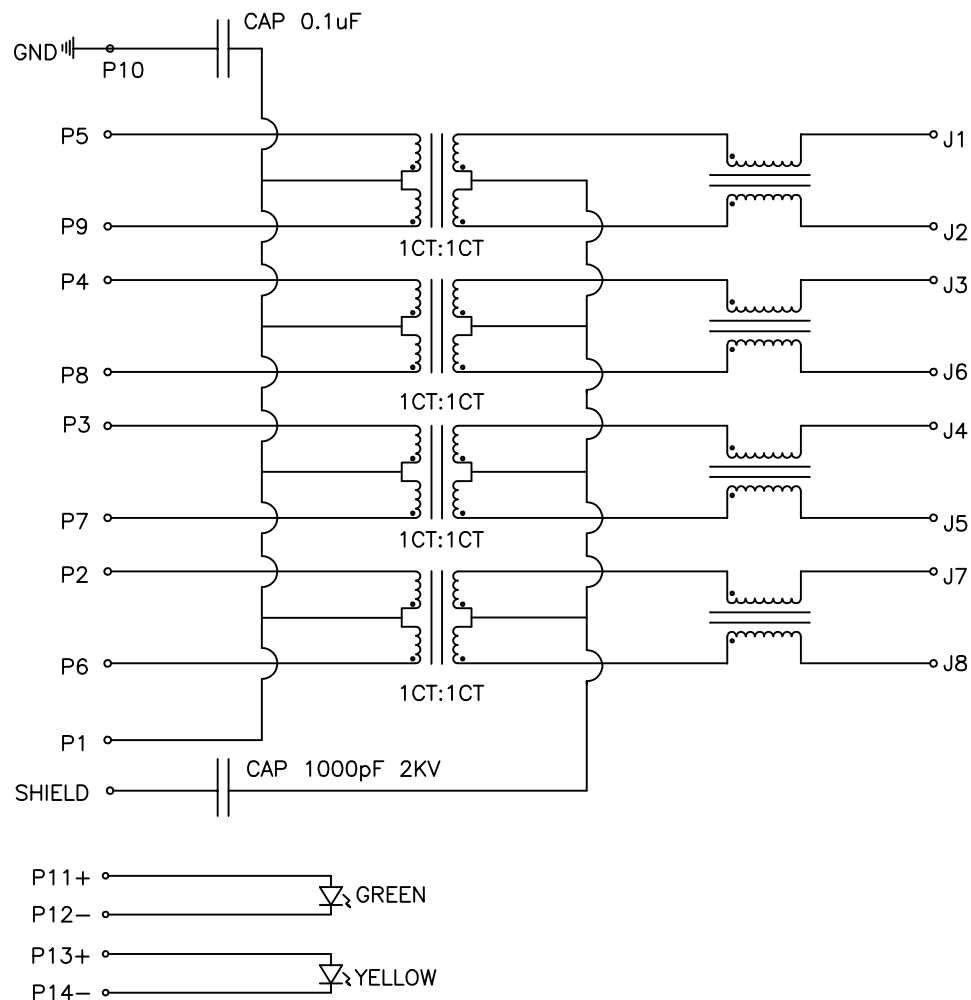 CAP 0.1uF
GND
P10
P5
J1
P9
J2
1CT:1CT
P4
J3
P8
J6
1CT:1CT
P3
J4
P7
J5
1CT:1CT
P2
J7
P6
J8
1CT:1CT
P1
CAP 1000pF 2KV
SHIELD
P11+
GREEN
P12-
P13+
YELLOW
P14-